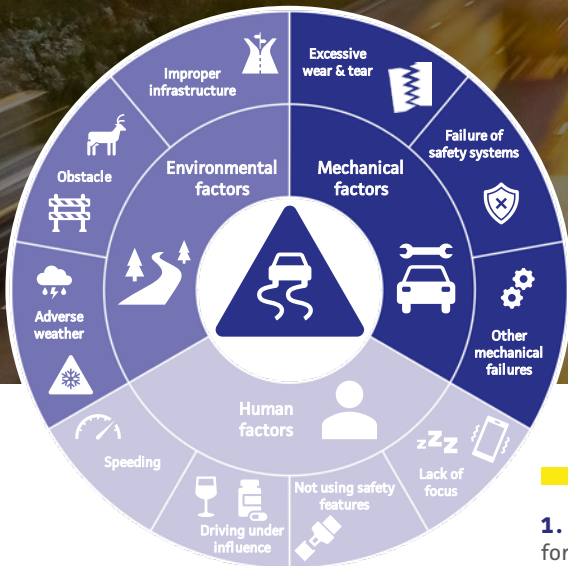 Improper
infrastructure
Excessive
wear & tear
Failure of
safety systems
Obstacle
Environmental
factors
Mechanical
factors
Adverse
weather
Other
mechanical
failures
Human
factors
Speeding
zzz
Lack of
focus
Driving under
influence
Not using safety
features
1.
for